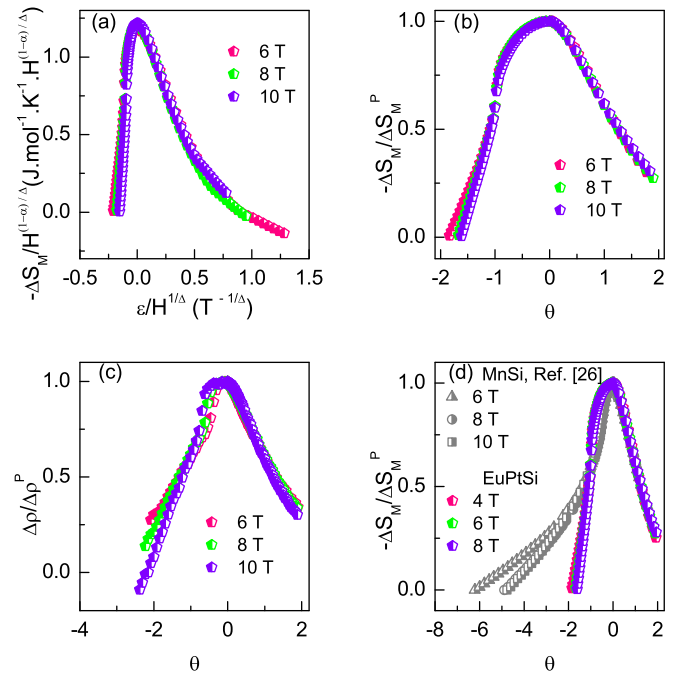 (a)
6 T
8 T
10 T
-ΔS_M/H^(1-α)/Δ(J.mol⁻¹.K⁻¹.H^(1-α)/Δ)
1.0
0.5
0.0
-0.5 0.0 0.5 1.0 1.5
ε/H^1/Δ (T^-1/Δ)
(b)
6 T
8 T
10 T
-ΔS_M/ΔS_M^P
1.0
0.5
0.0
-2 -1 0 1 2
θ
(c)
6 T
8 T
10 T
Δρ/Δρ^P
1.0
0.5
0.0
-4 -2 0 2
θ
(d) MnSi, Ref. [26]
6 T
8 T
10 T
EuPtSi
4 T
6 T
8 T
-ΔS_M/ΔS_M^P
1.0
0.5
0.0
-8 -6 -4 -2 0 2
θ